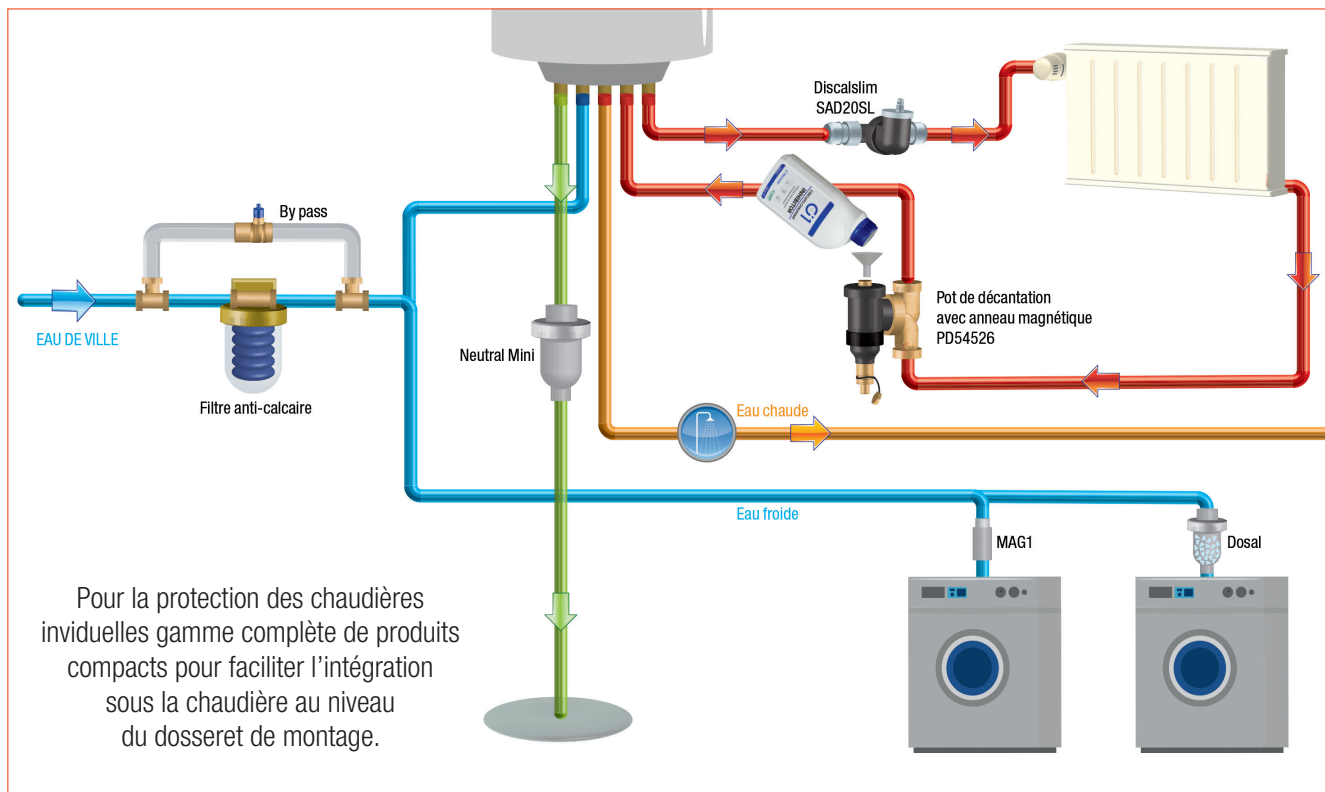 Discalslim
SAD20SL
By pass
C1
INHIBITOR
EAU DE VILLE
Pot de décantation
avec anneau magnétique
PD54526
Neutral Mini
Filtre anti-calcaire
Eau chaude
Eau froide
MAG1
Dosal
Pour la protection des chaudières
inviduelles gamme complète de produits
compacts pour faciliter l’intégration
sous la chaudière au niveau
du dosseret de montage.